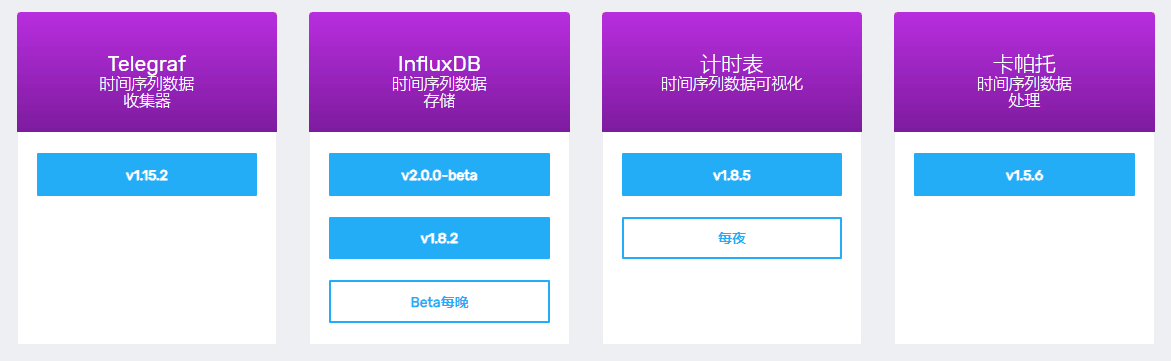 Telegraf
时间序列数据
收集器
v1.15.2
InfluxDB
时间序列数据
存储
v2.0.0-beta
v1.8.2
Beta每晚
计时表
时间序列数据可视化
v1.8.5
每夜
卡帕托
时间序列数据
处理
v1.5.6